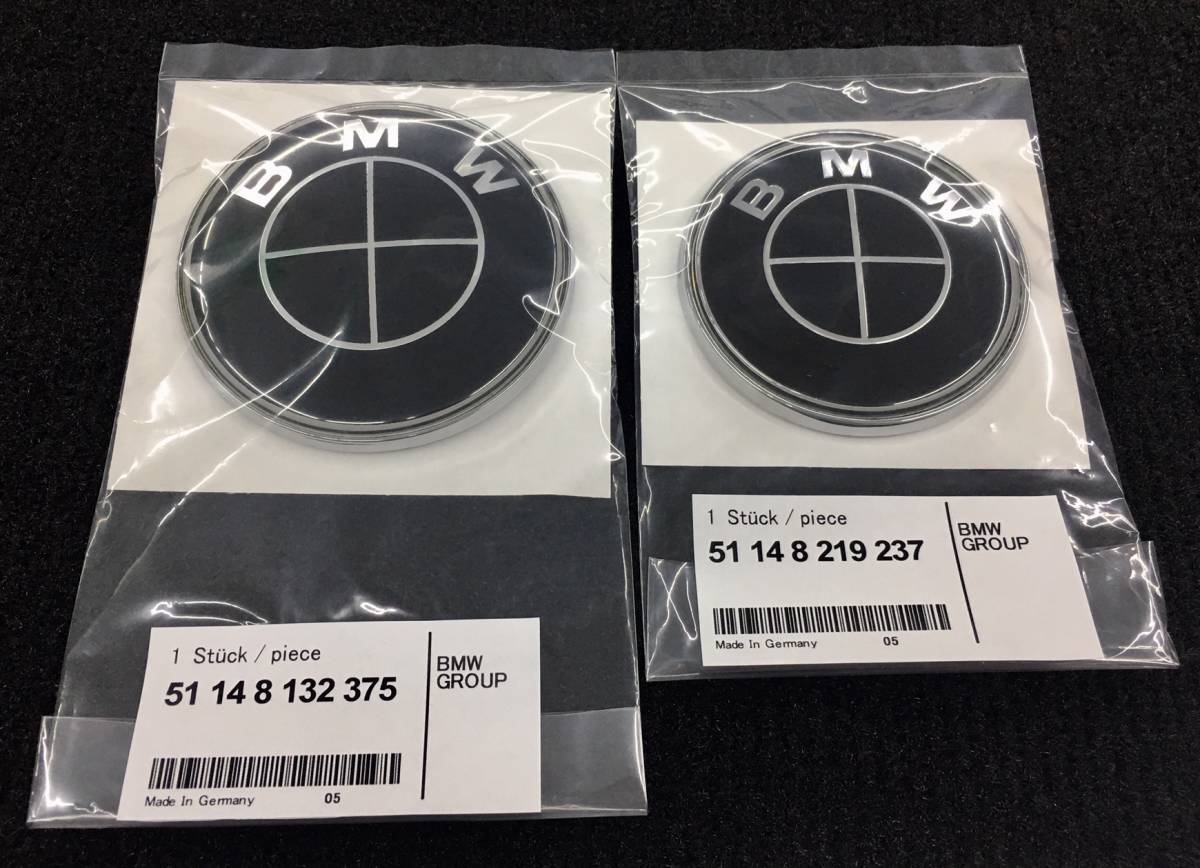 B M W
1 Stück / piece
51 14 8 132 375
BMW
GROUP
Made In Germany 05
B M W
1 Stück / piece
51 14 8 219 237
BMW
GROUP
Made In Germany 05